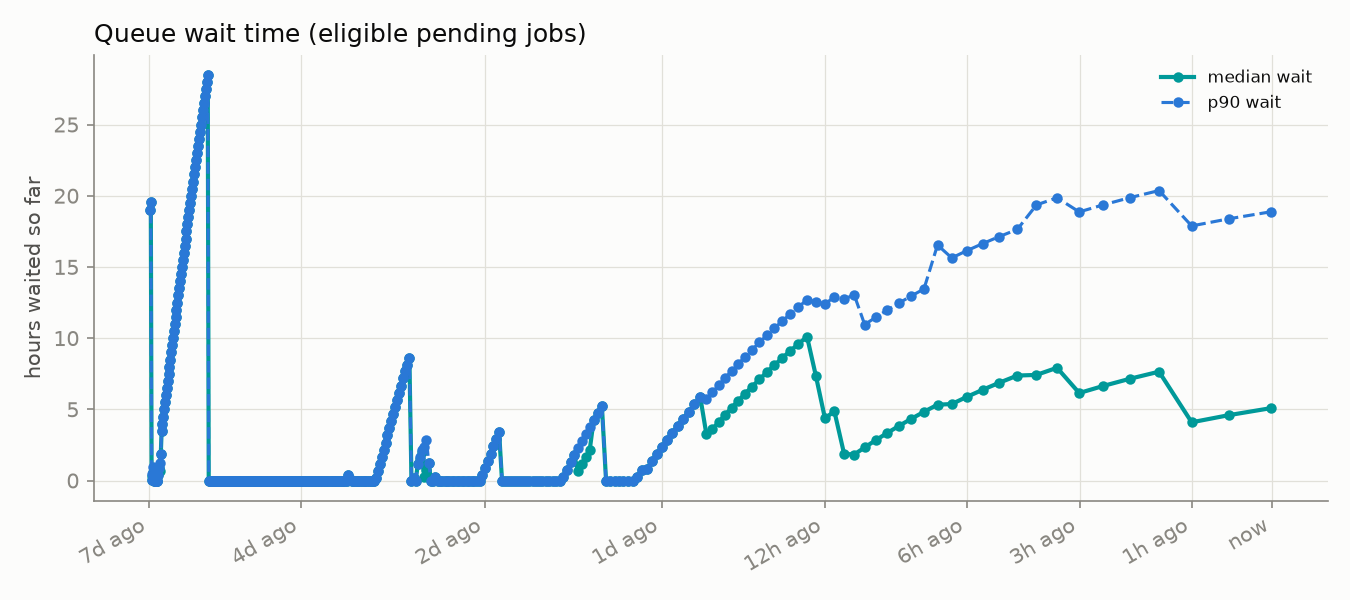 Queue wait time (eligible pending jobs)
median wait
p90 wait
hours waited so far
25
20
15
10
5
0
7d ago
4d ago
2d ago
1d ago
12h ago
6h ago
3h ago
1h ago
now